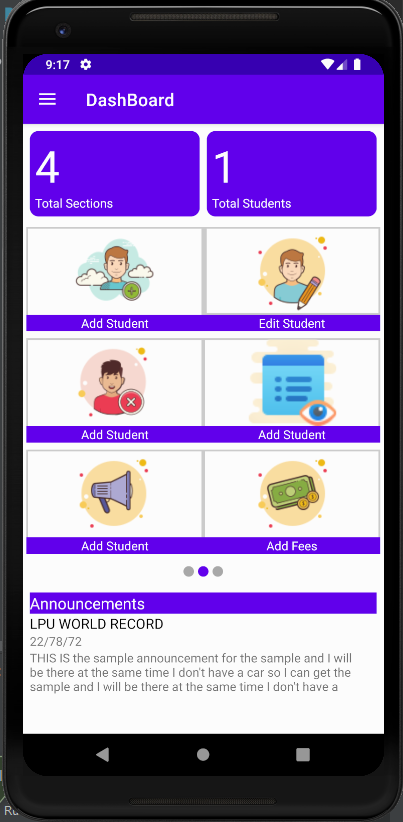 9:17
DashBoard
4
1
Total Sections
Total Students
Add Student
Edit Student
Add Student
Add Student
Add Student
Add Fees
Announcements
LPU WORLD RECORD
22/78/72
THIS IS the sample announcement for the sample and I will
be there at the same time I don't have a car so I can get the
sample and I will be there at the same time I don't have a